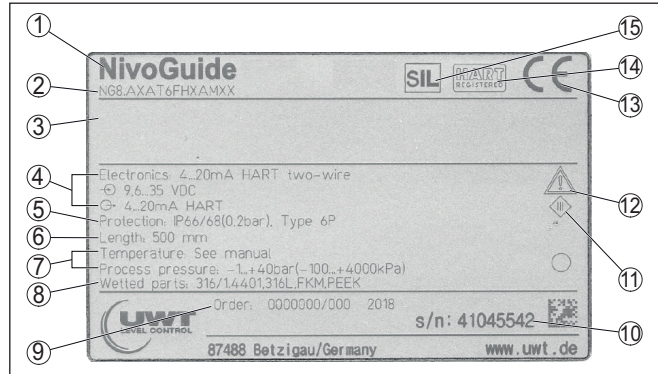 1
NivoGuide
SIL
HART
REGISTERED
CE
15
14
13
2
NG8.AXAT6FHXAMXX
3
4
Electronics: 4...20mA HART two-wire
9,6...35 VDC
4...20mA HART
5
Protection: IP66/68(0.2bar), Type 6P
6
Length: 500 mm
7
Temperature: See manual
Process pressure: -1...+40bar(-100...+4000kPa)
8
Wetted parts: 316/1.4401,316L,FKM,PEEK
12
11
9
Order: 0000000/000 2018
UWT
LEVEL CONTROL
s/n: 41045542
10
87488 Betzigau/Germany
www.uwt.de